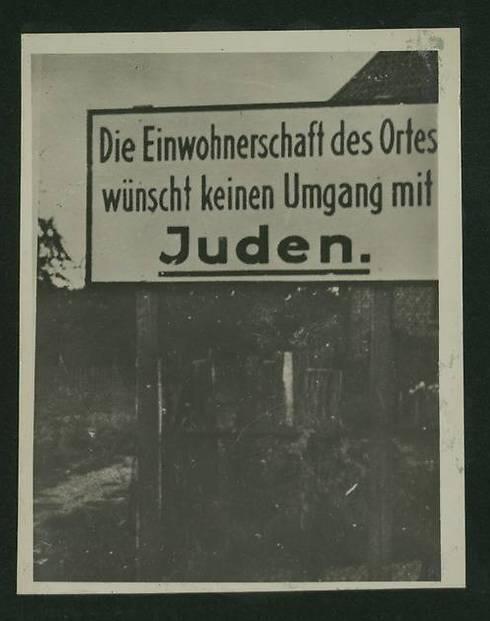 Die Einwohnerschaft des Ortes
wünscht keinen Umgang mit
Juden.